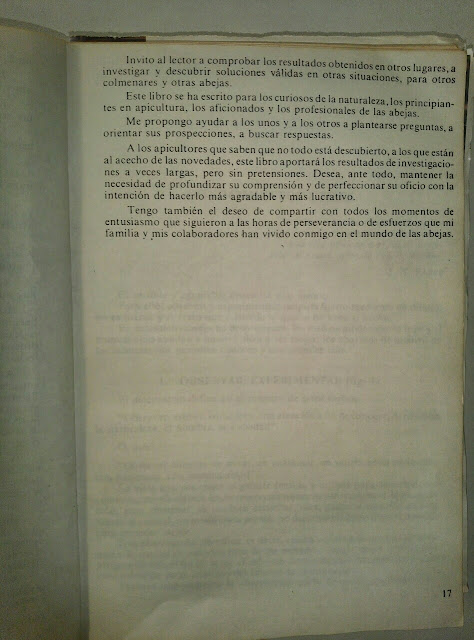 Invito al lector a comprobar los resultados obtenidos en otros lugares, a
investigar y descubrir soluciones válidas en otras situaciones, para otros
colmenares y otras abejas.
Este libro se ha escrito para los curiosos de la naturaleza, los principian-
tes en apicultura, los aficionados y los profesionales de las abejas.
Me propongo ayudar a los unos y a los otros a plantearse preguntas, a
orientar sus prospecciones, a buscar respuestas.
A los apicultores que saben que no todo está descubierto, a los que están
al acecho de las novedades, este libro aportará los resultados de investigacio-
nes a veces largas, pero sin pretensiones. Desea, ante todo, mantener la
necesidad de profundizar su comprensión y de perfeccionar su oficio con la
intención de hacerlo más agradable y más lucrativo.
Tengo también el deseo de compartir con todos los momentos de
entusiasmo que siguieron a las horas de perseverancia o de esfuerzos que mi
familia y mis colaboradores han vivido conmigo en el mundo de las abejas.
17